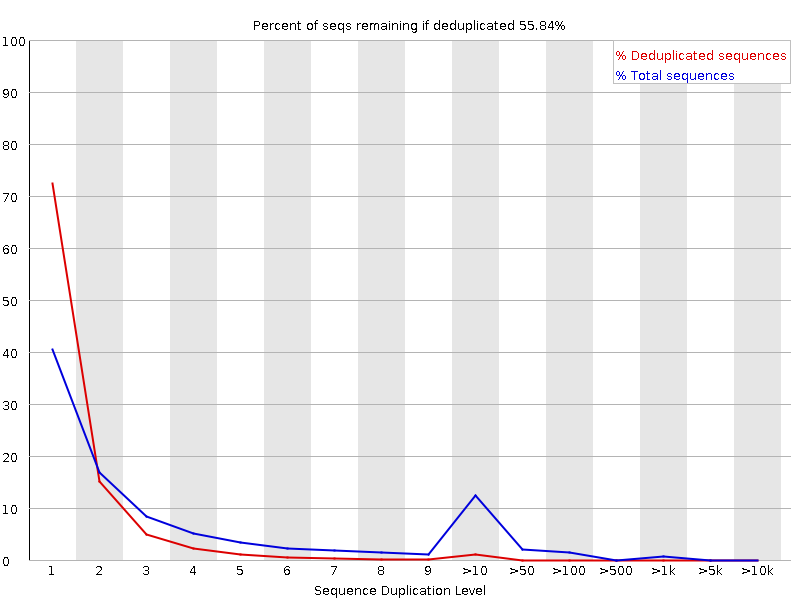 Percent of seqs remaining if deduplicated 55.84%
% Deduplicated sequences
% Total sequences
100
90
80
70
60
50
40
30
20
10
0
1 2 3 4 5 6 7 8 9 >10 >50 >100 >500 >1k >5k >10k
Sequence Duplication Level